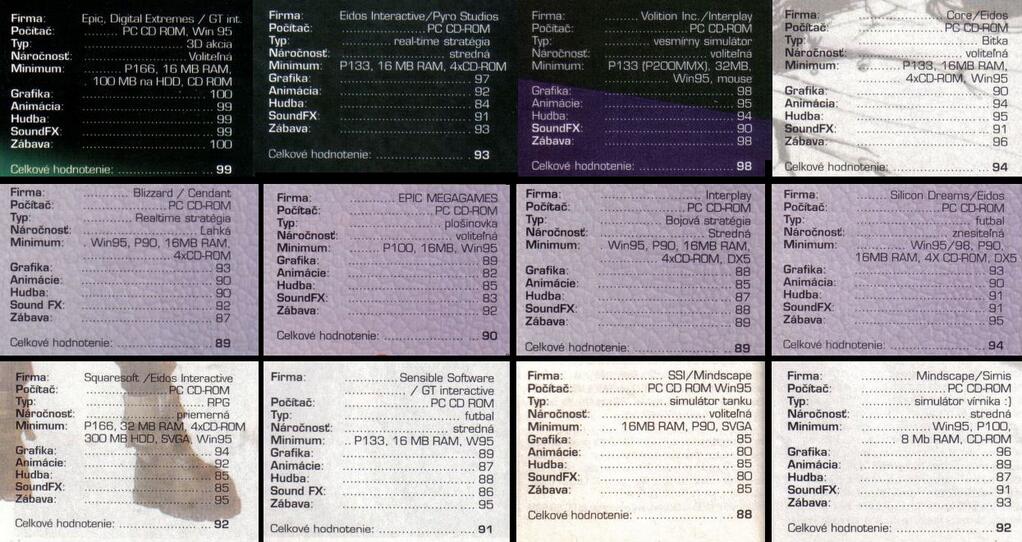 Firma: Epic, Digital Extremes / GT int.
Počítač: PC CD ROM, Win 95
Typ: 3D akcia
Náročnosť: Voliteľná
Minimum: P166, 16 MB RAM,
100 MB na HDD, CD ROM
Grafika: 100
Animácia: 99
Hudba: 99
SoundFX: 99
Zábava: 100
Celkové hodnotenie: 99
Firma: Eidos Interactive/Pyro Studios
Počítač: PC CD-ROM
Typ: real-time stratégia
Náročnosť: stredná
Minimum: P133, 16 MB RAM, 4xCD-ROM
Grafika: 97
Animácia: 92
Hudba: 84
SoundFX: 91
Zábava: 93
Celkové hodnotenie: 93
Firma: Volition Inc./Interplay
Počítač: PC CD-ROM
Typ: vesmírny simulátor
Náročnosť: voliteľná
Minimum: P133 (P200MMX), 32MB,
Win95, mouse
Grafika: 98
Animácie: 95
Hudba: 94
SoundFX: 90
Zábava: 98
Celkové hodnotenie: 98
Firma: Core/Eidos
Počítač: PC CD-ROM
Typ: Bitka
Náročnosť: voliteľná
Minimum: P133, 16MB RAM,
4xCD-ROM, Win95
Grafika: 90
Animácia: 94
Hudba: 95
SoundFX: 91
Zábava: 96
Celkové hodnotenie: 94
Firma: Blizzard / Cendant
Počítač: PC CD-ROM
Typ: Realtime stratégia
Náročnosť: Ľahká
Minimum: Win95, P90, 16MB RAM,
4xCD-ROM
Grafika: 93
Animácie: 90
Hudba: 90
Sound FX: 92
Zábava: 87
Celkové hodnotenie: 89
Firma: EPIC MEGAGAMES
Počítač: PC CD-ROM
Typ: plošinovka
Náročnosť: voliteľná
Minimum: P100, 16MB, Win95
Grafika: 89
Animácie: 82
Hudba: 85
SoundFX: 83
Zábava: 92
Celkové hodnotenie: 90
Firma: Interplay
Počítač: PC CD-ROM
Typ: Bojová stratégia
Náročnosť: Stredná
Minimum: Win95, P90, 16MB RAM,
4xCD-ROM, DX5
Grafika: 88
Animácie: 85
Hudba: 87
SoundFX: 88
Zábava: 89
Celkové hodnotenie: 89
Firma: Silicon Dreams/Eidos
Počítač: PC CD-ROM
Typ: futbal
Náročnosť: znesiteľná
Minimum: Win95/98, P90,
16MB RAM, 4X CD-ROM, DX5
Grafika: 93
Animácia: 90
Hudba: 91
SoundFX: 91
Zábava: 95
Celkové hodnotenie: 94
Firma: Squaresoft /Eidos Interactive
Počítač: PC CD-ROM
Typ: RPG
Náročnosť: priemerná
Minimum: P166, 32 MB RAM, 4xCD-ROM
300 MB HDD, SVGA, Win95
Grafika: 94
Animácie: 92
Hudba: 85
SoundFX: 85
Zábava: 95
Celkové hodnotenie: 92
Firma: Sensible Software
/ GT interactive
Počítač: PC CD ROM
Typ: futbal
Náročnosť: stredná
Minimum: P133, 16 MB RAM, W95
Grafika: 89
Animácie: 87
Hudba: 88
Sound FX: 86
Zábava: 95
Celkové hodnotenie: 91
Firma: SSI/Mindscape
Počítač: PC CD ROM Win95
Typ: simulátor tanku
Náročnosť: voliteľná
Minimum: 16MB RAM, P90, SVGA
Grafika: 85
Animácie: 80
Hudba: 85
SoundFX: 80
Zábava: 85
Celkové hodnotenie: 88
Firma: Mindscape/Simis
Počítač: PC CD-ROM
Typ: simulátor vírnika :)
Náročnosť: stredná
Minimum: Win95, P100,
8 Mb RAM, CD-ROM
Grafika: 96
Animácia: 89
Hudba: 87
SoundFX: 91
Zábava: 93
Celkové hodnotenie: 92